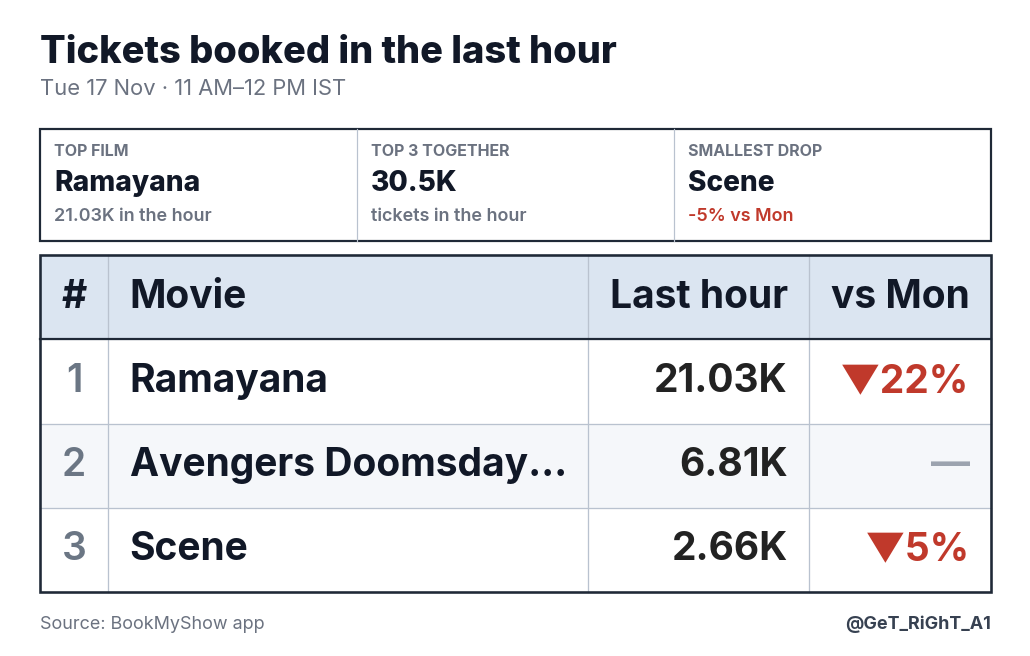 Tickets booked in the last hour
Tue 17 Nov · 11 AM–12 PM IST
TOP FILM
Ramayana
21.03K in the hour
TOP 3 TOGETHER
30.5K
tickets in the hour
SMALLEST DROP
Scene
-5% vs Mon
# Movie Last hour vs Mon
1 Ramayana 21.03K ▼22%
2 Avengers Doomsday... 6.81K —
3 Scene 2.66K ▼5%
Source: BookMyShow app @GeT_RiGhT_A1